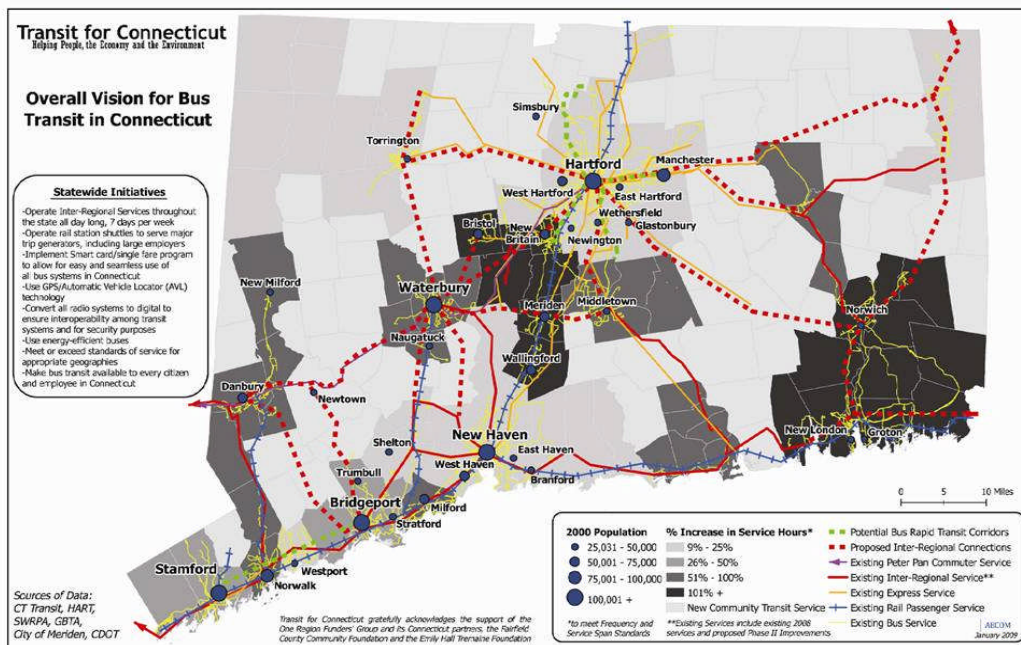 Transit for Connecticut
Helping People, the Economy and the Environment
Overall Vision for Bus
Transit in Connecticut
Statewide Initiatives
-Operate Inter-Regional Services throughout
the state all day long, 7 days per week
-Operate rail station shuttles to serve major
trip generators, including large employers
-Implement Smart card/single fare program
to allow for easy and seamless use of
all bus systems in Connecticut
-Use GPS/Automatic Vehicle Locator (AVL)
technology
-Convert all radio systems to digital to
ensure interoperability among transit
systems and for security purposes
-Use energy-efficient buses
-Meet or exceed standards of service for
appropriate geographies
-Make bus transit available to every citizen
and employee in Connecticut
Simsbury
Torrington
Hartford
Manchester
West Hartford
East Hartford
Wethersfield
Bristol
New
Britain
Newington
Glastonbury
New Milford
Waterbury
Meriden
Middletown
Norwich
Naugatuck
Wallingford
Danbury
Newtown
New Haven
New London
Groton
Shelton
East Haven
West Haven
Branford
Trumbull
Bridgeport
Milford
Stratford
Stamford
Westport
Norwalk
0 5 10 Miles
2000 Population
25,031 - 50,000
50,001 - 75,000
75,001 - 100,000
100,001 +
% Increase in Service Hours*
9% - 25%
26% - 50%
51% - 100%
101% +
New Community Transit Service
Potential Bus Rapid Transit Corridors
Proposed Inter-Regional Connections
Existing Peter Pan Commuter Service
Existing Inter-Regional Service**
Existing Express Service
Existing Rail Passenger Service
Existing Bus Service
*to meet Frequency and
Service Span Standards
**Existing Services include existing 2008
services and proposed Phase II Improvements
AECOM
January 2009
Sources of Data:
CT Transit, HART,
SWRPA, GBTA,
City of Meriden, CDOT
Transit for Connecticut gratefully acknowledges the support of the
One Region Funders' Group and its Connecticut partners, the Fairfield
County Community Foundation and the Emily Hall Tremaine Foundation